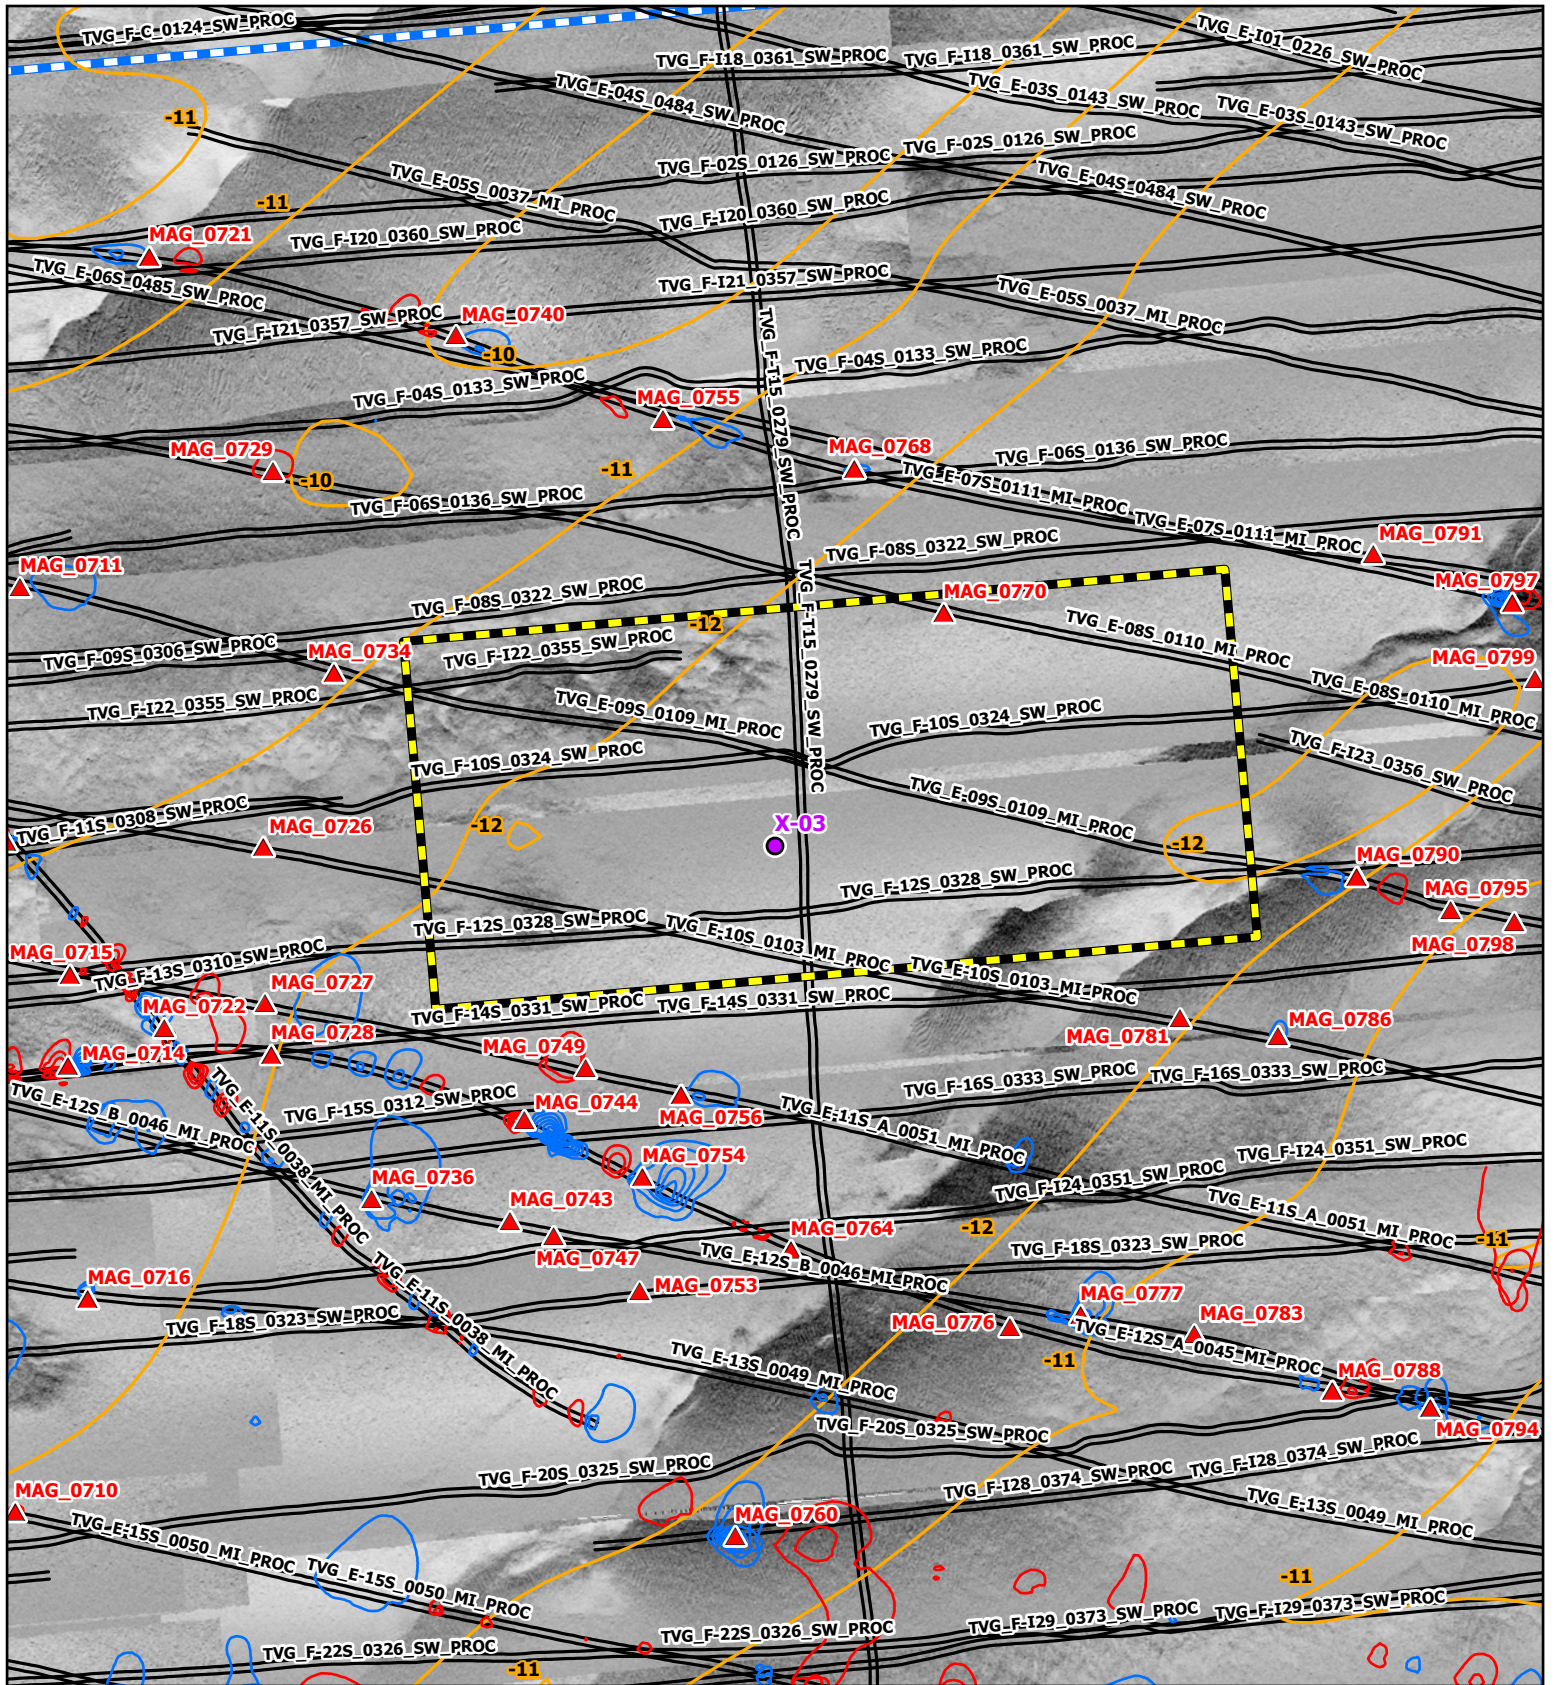 TVG_F-C_0124_SW_PROC
TVG_E-I01_0226_SW_PROC
TVG_F-I18_0361_SW_PROC
TVG_F-I18_0361_SW_PROC
TVG_E-04S_0484_SW_PROC
TVG_E-03S_0143_SW_PROC
TVG_E-03S_0143_SW_PROC
-11
TVG_F-02S_0126_SW_PROC
TVG_F-02S_0126_SW_PROC
TVG_E-05S_0037_MI_PROC
TVG_E-04S_0484_SW_PROC
-11
TVG_F-I20_0360_SW_PROC
TVG_F-I20_0360_SW_PROC
MAG_0721
TVG_E-06S_0485_SW_PROC
TVG_F-I21_0357_SW_PROC
TVG_E-05S_0037_MI_PROC
MAG_0740
TVG_F-I21_0357_SW_PROC
-10
TVG_F-T15_0279_SW_PROC
TVG_F-04S_0133_SW_PROC
TVG_F-04S_0133_SW_PROC
MAG_0755
MAG_0729
MAG_0768
TVG_F-06S_0136_SW_PROC
-11
-10
TVG_E-07S_0111_MI_PROC
TVG_F-06S_0136_SW_PROC
TVG_E-07S_0111_MI_PROC
MAG_0791
TVG_F-08S_0322_SW_PROC
MAG_0711
MAG_0797
TVG_F-08S_0322_SW_PROC
MAG_0770
-12
TVG_F-T15_0279_SW_PROC
TVG_E-08S_0110_MI_PROC
TVG_F-09S_0306_SW_PROC
MAG_0734
TVG_F-I22_0355_SW_PROC
MAG_0799
TVG_F-I22_0355_SW_PROC
TVG_E-09S_0109_MI_PROC
TVG_F-10S_0324_SW_PROC
TVG_E-08S_0110_MI_PROC
TVG_F-10S_0324_SW_PROC
TVG_F-I23_0356_SW_PROC
TVG_F-11S_0308_SW_PROC
MAG_0726
-12
X-03
TVG_E-09S_0109_MI_PROC
-12
MAG_0790
TVG_F-12S_0328_SW_PROC
MAG_0795
TVG_F-12S_0328_SW_PROC
TVG_E-10S_0103_MI_PROC
MAG_0798
MAG_0715
TVG_F-13S_0310_SW_PROC
MAG_0727
TVG_E-10S_0103_MI_PROC
MAG_0722
TVG_F-14S_0331_SW_PROC
TVG_F-14S_0331_SW_PROC
MAG_0728
MAG_0781
MAG_0786
MAG_0714
MAG_0749
TVG_F-16S_0333_SW_PROC
TVG_F-16S_0333_SW_PROC
TVG_E-12S_B_0046_MI_PROC
TVG_E-11S_0038_MI_PROC
TVG_F-15S_0312_SW_PROC
MAG_0744
MAG_0756
TVG_E-11S_A_0051_MI_PROC
MAG_0754
TVG_F-I24_0351_SW_PROC
MAG_0736
TVG_F-I24_0351_SW_PROC
MAG_0743
MAG_0764
-12
TVG_E-11S_A_0051_MI_PROC
-11
MAG_0747
TVG_E-12S_B_0046_MI_PROC
TVG_F-18S_0323_SW_PROC
MAG_0716
TVG_E-11S_0038_MI_PROC
MAG_0753
MAG_0777
TVG_F-18S_0323_SW_PROC
MAG_0776
MAG_0783
TVG_E-12S_A_0045_MI_PROC
TVG_E-13S_0049_MI_PROC
-11
MAG_0788
TVG_F-20S_0325_SW_PROC
MAG_0794
TVG_F-20S_0325_SW_PROC
TVG_F-I28_0374_SW_PROC
TVG_F-I28_0374_SW_PROC
MAG_0710
MAG_0760
TVG_E-13S_0049_MI_PROC
TVG_E-15S_0050_MI_PROC
TVG_E-15S_0050_MI_PROC
-11
TVG_F-I29_0373_SW_PROC
TVG_F-I29_0373_SW_PROC
TVG_F-22S_0326_SW_PROC
TVG_F-22S_0326_SW_PROC
-11